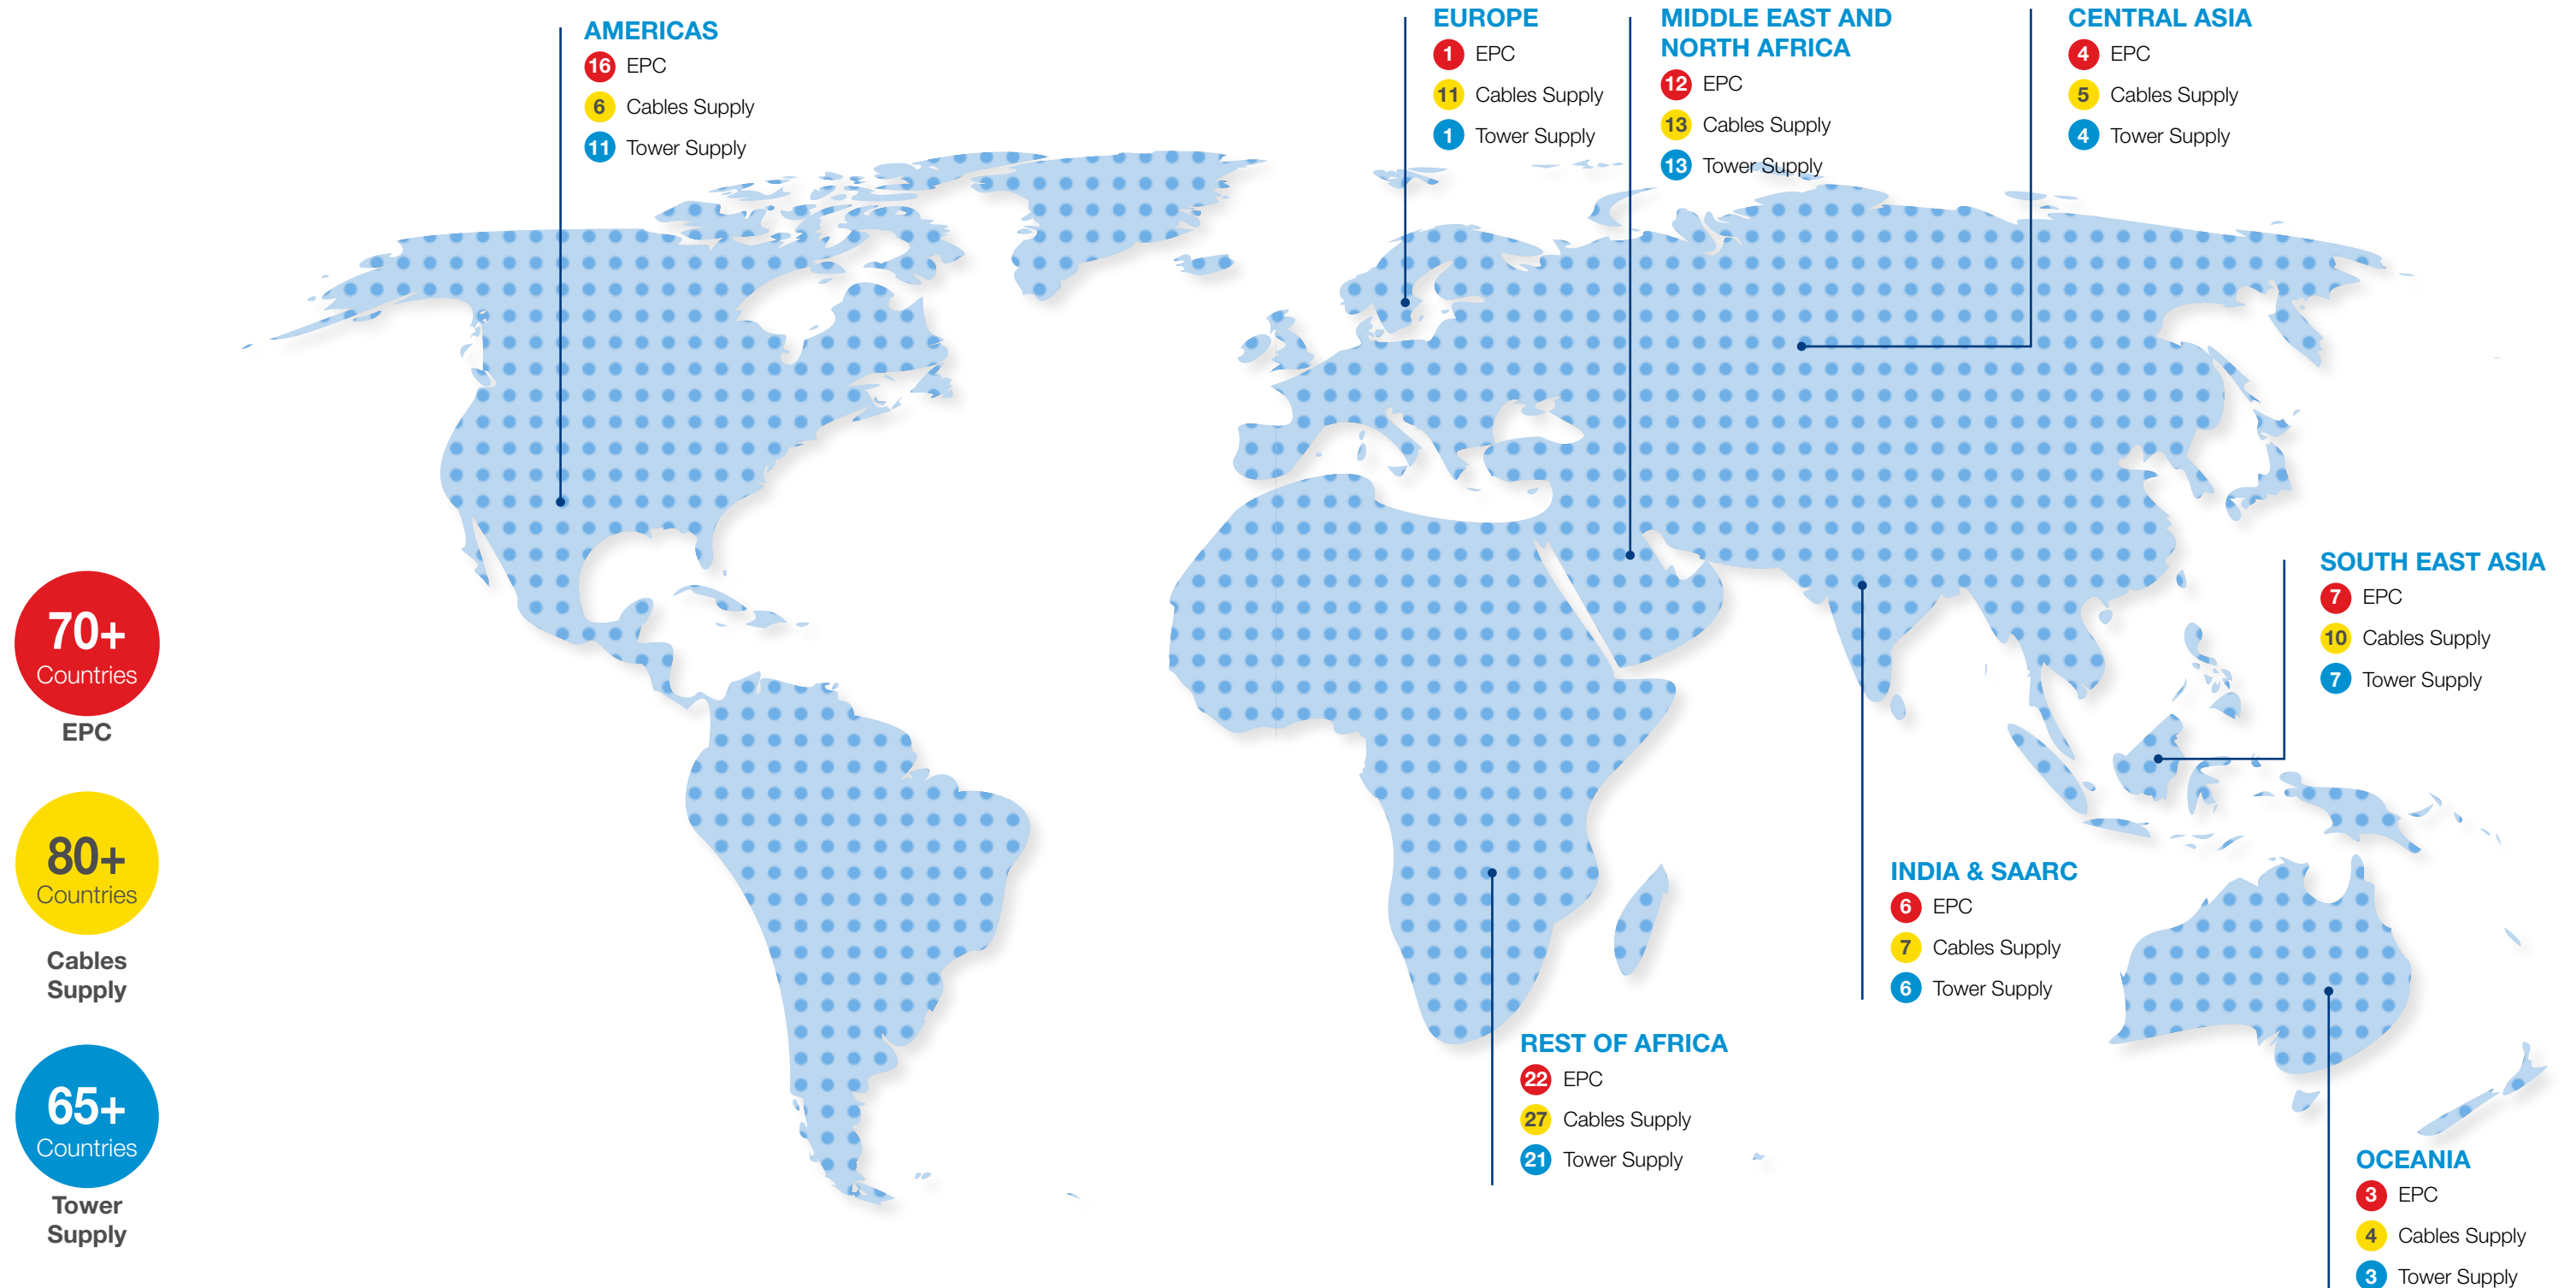 AMERICAS
16 EPC
6 Cables Supply
11 Tower Supply
EUROPE
1 EPC
11 Cables Supply
1 Tower Supply
MIDDLE EAST AND
NORTH AFRICA
12 EPC
13 Cables Supply
13 Tower Supply
CENTRAL ASIA
4 EPC
5 Cables Supply
4 Tower Supply
SOUTH EAST ASIA
7 EPC
10 Cables Supply
7 Tower Supply
70+
Countries
EPC
80+
Countries
Cables
Supply
65+
Countries
Tower
Supply
INDIA & SAARC
6 EPC
7 Cables Supply
6 Tower Supply
REST OF AFRICA
22 EPC
27 Cables Supply
21 Tower Supply
OCEANIA
3 EPC
4 Cables Supply
3 Tower Supply